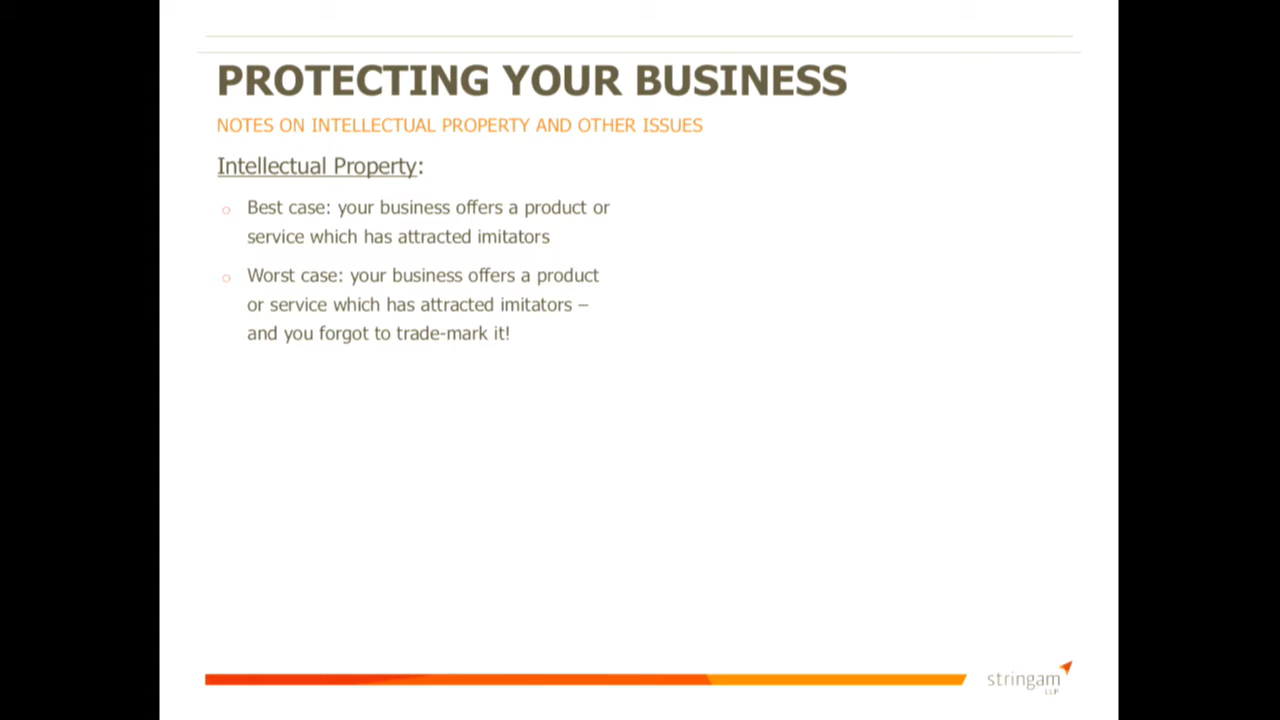 PROTECTING YOUR BUSINESS
NOTES ON INTELLECTUAL PROPERTY AND OTHER ISSUES
Intellectual Property:
Best case: your business offers a product or
service which has attracted imitators
Worst case: your business offers a product
or service which has attracted imitators –
and you forgot to trade-mark it!
stringam
LLP